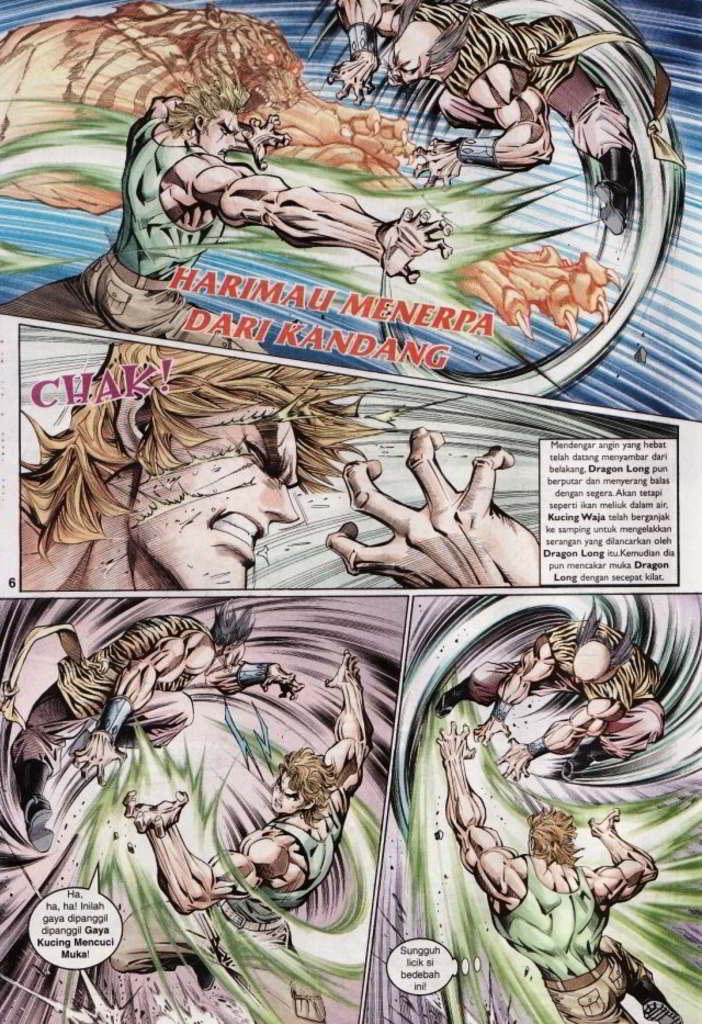 HARIMAU MENERPA
DARI KANDANG
CHAK!
Mendengar angin yang hebat
telah datang menyambar dari
belakang, Dragon Long pun
berputar dan menyerang balas
dengan segera. Akan tetapi
seperti ikan meliuk dalam air,
Kucing Waja telah berganjak
ke samping untuk mengelakkan
serangan yang dilancarkan oleh
Dragon Long itu. Kemudian dia
pun mencakar muka Dragon
Long dengan secepat kilat.
6
Ha,
ha, ha! Inilah
gaya dipanggil
dipanggil Gaya
Kucing Mencuci
Muka!
Sungguh
licik si
bedebah
ini!